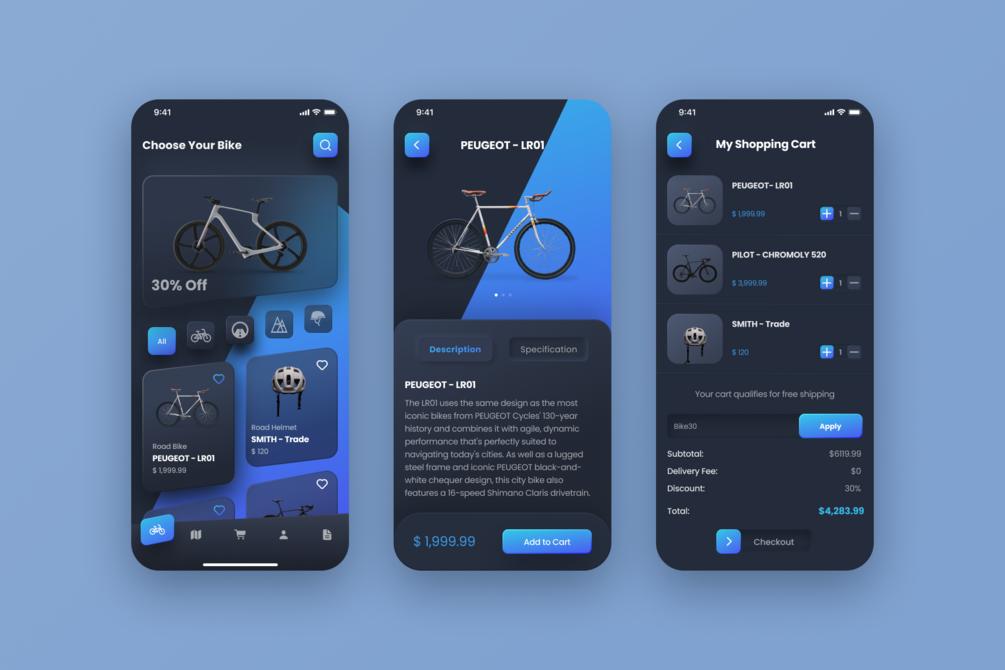 9:41
Choose Your Bike
30% Off
All
Road Bike
PEUGEOT - LR01
$ 1,999.99
Road Helmet
SMITH - Trade
$ 120
9:41
PEUGEOT - LR01
Description
Specification
PEUGEOT - LR01
The LR01 uses the same design as the most
iconic bikes from PEUGEOT Cycles' 130-year
history and combines it with agile, dynamic
performance that's perfectly suited to
navigating today's cities. As well as a lugged
steel frame and iconic PEUGEOT black-and-
white chequer design, this city bike also
features a 16-speed Shimano Claris drivetrain.
$ 1,999.99
Add to Cart
9:41
My Shopping Cart
PEUGEOT- LR01
$ 1,999.99
1
PILOT - CHROMOLY 520
$ 3,999.99
1
SMITH - Trade
$ 120
1
Your cart qualifies for free shipping
Bike30
Apply
Subtotal: $6119.99
Delivery Fee: $0
Discount: 30%
Total: $4,283.99
Checkout